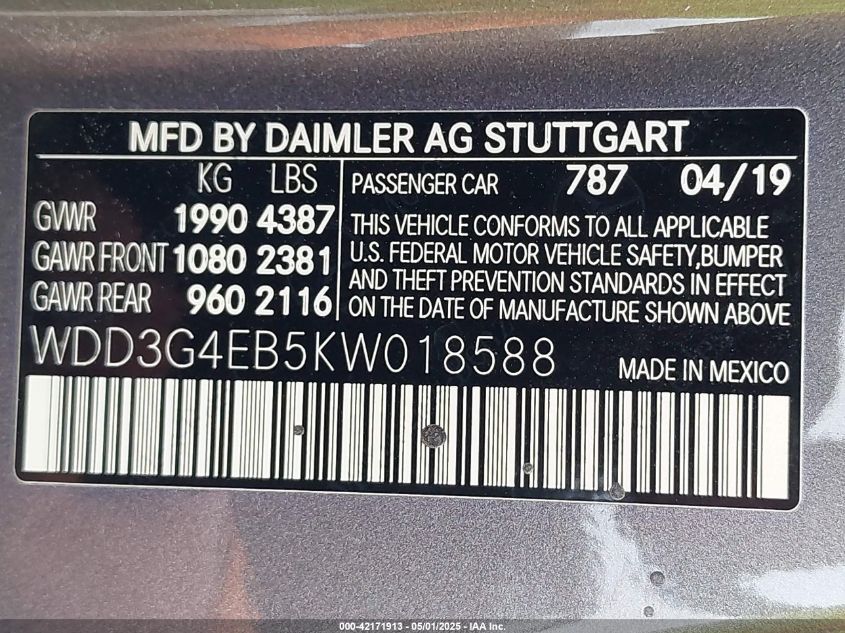 MFD BY DAIMLER AG STUTTGART
KG LBS
GVWR 1990 4387
GAWR FRONT 1080 2381
GAWR REAR 960 2116
PASSENGER CAR 787 04/19
THIS VEHICLE CONFORMS TO ALL APPLICABLE
U.S. FEDERAL MOTOR VEHICLE SAFETY,BUMPER
AND THEFT PREVENTION STANDARDS IN EFFECT
ON THE DATE OF MANUFACTURE SHOWN ABOVE
WDD3G4EB5KW018588
MADE IN MEXICO
000-42171913 - 05/01/2025 - IAA Inc.